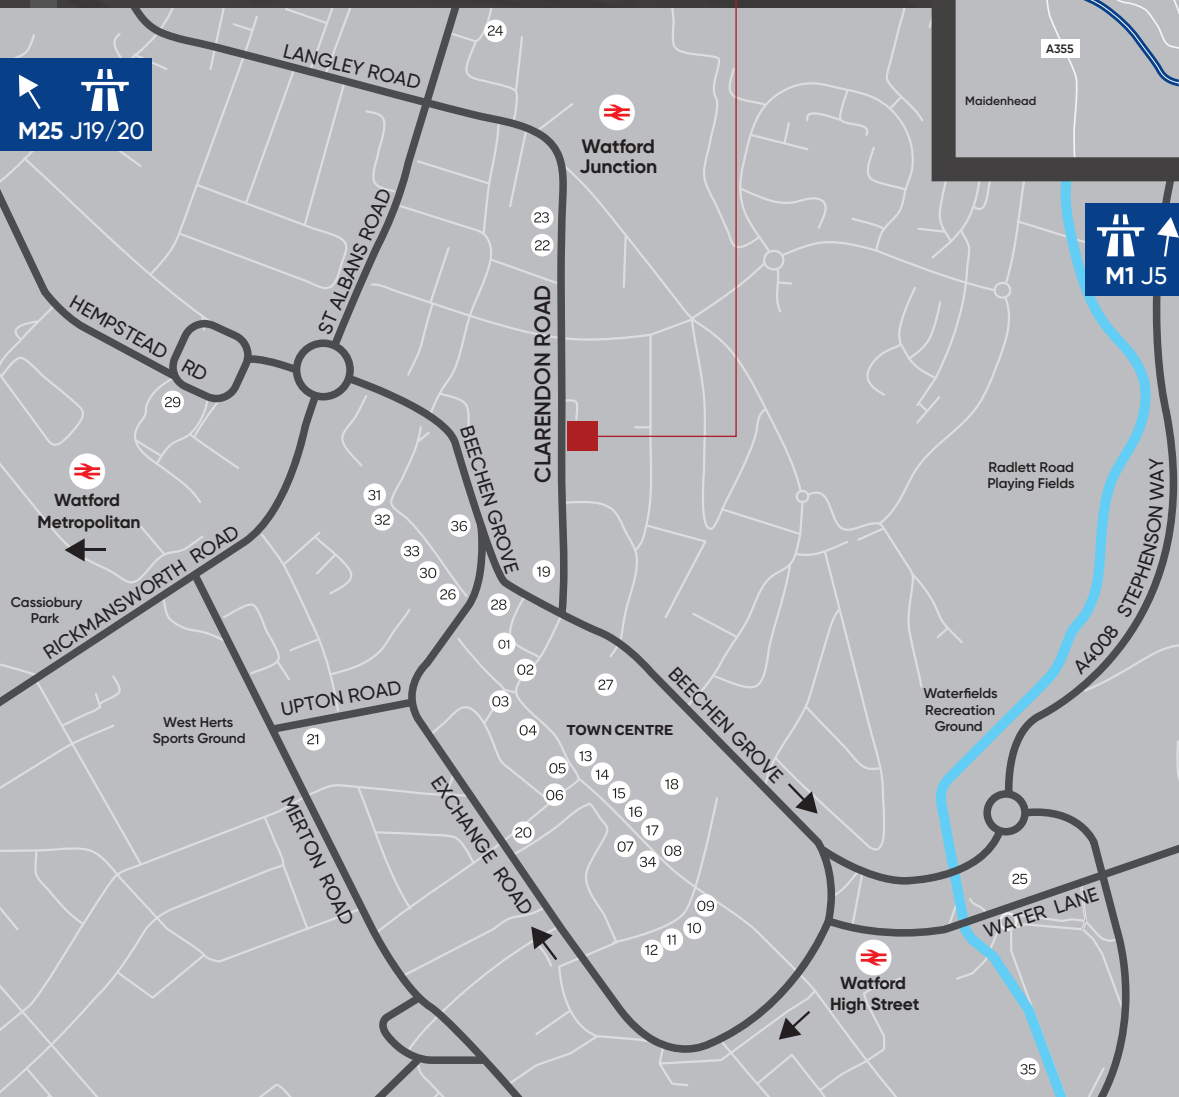 24
LANGLEY ROAD
A355
Maidenhead
M25 J19/20
Watford
Junction
ST ALBANS ROAD
23
22
M1 J5
HEMPSTEAD
RD
29
CLARENDON ROAD
BEECHEN GROVE
Watford
Metropolitan
Radlett Road
Playing Fields
31
32
36
33
30
26
19
28
RICKMANSWORTH ROAD
Cassiobury
Park
A4008 STEPHENSON WAY
01
02
27
03
UPTON ROAD
BEECHEN GROVE
Waterfields
Recreation
Ground
West Herts
Sports Ground
21
04
TOWN CENTRE
13
05
14
06
15
18
16
17
20
07
08
34
MERTON ROAD
EXCHANGE ROAD
25
WATER LANE
09
10
11
12
Watford
High Street
35